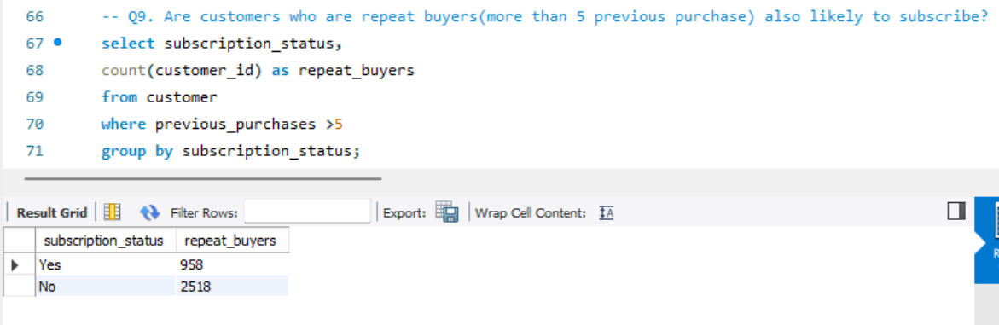 66 -- Q9. Are customers who are repeat buyers(more than 5 previous purchase) also likely to subscribe?
67 select subscription_status,
68 count(customer_id) as repeat_buyers
69 from customer
70 where previous_purchases >5
71 group by subscription_status;
Result Grid Filter Rows: Export: Wrap Cell Content: IA
subscription_status repeat_buyers
Yes 958
No 2518